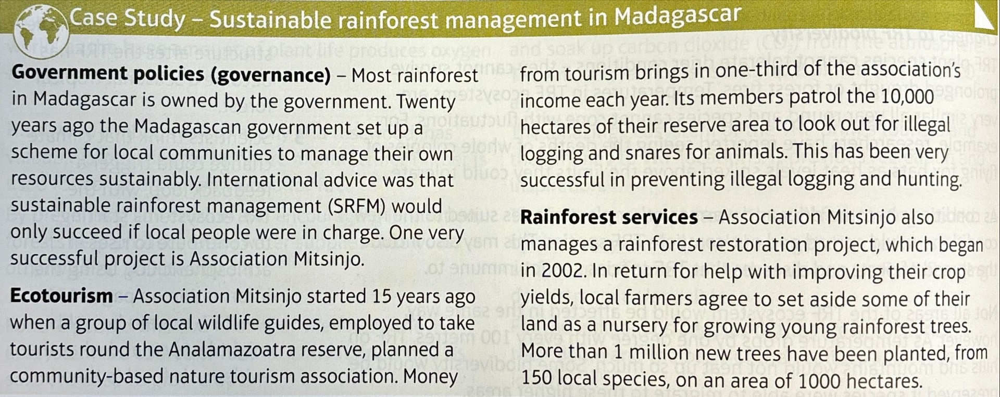 Case Study – Sustainable rainforest management in Madagascar
Government policies (governance) – Most rainforest
in Madagascar is owned by the government. Twenty
years ago the Madagascan government set up a
scheme for local communities to manage their own
resources sustainably. International advice was that
sustainable rainforest management (SRFM) would
only succeed if local people were in charge. One very
successful project is Association Mitsinjo.
Ecotourism – Association Mitsinjo started 15 years ago
when a group of local wildlife guides, employed to take
tourists round the Analamazoatra reserve, planned a
community-based nature tourism association. Money
from tourism brings in one-third of the association's
income each year. Its members patrol the 10,000
hectares of their reserve area to look out for illegal
logging and snares for animals. This has been very
successful in preventing illegal logging and hunting.
Rainforest services – Association Mitsinjo also
manages a rainforest restoration project, which began
in 2002. In return for help with improving their crop
yields, local farmers agree to set aside some of their
land as a nursery for growing young rainforest trees.
More than 1 million new trees have been planted, from
150 local species, on an area of 1000 hectares.